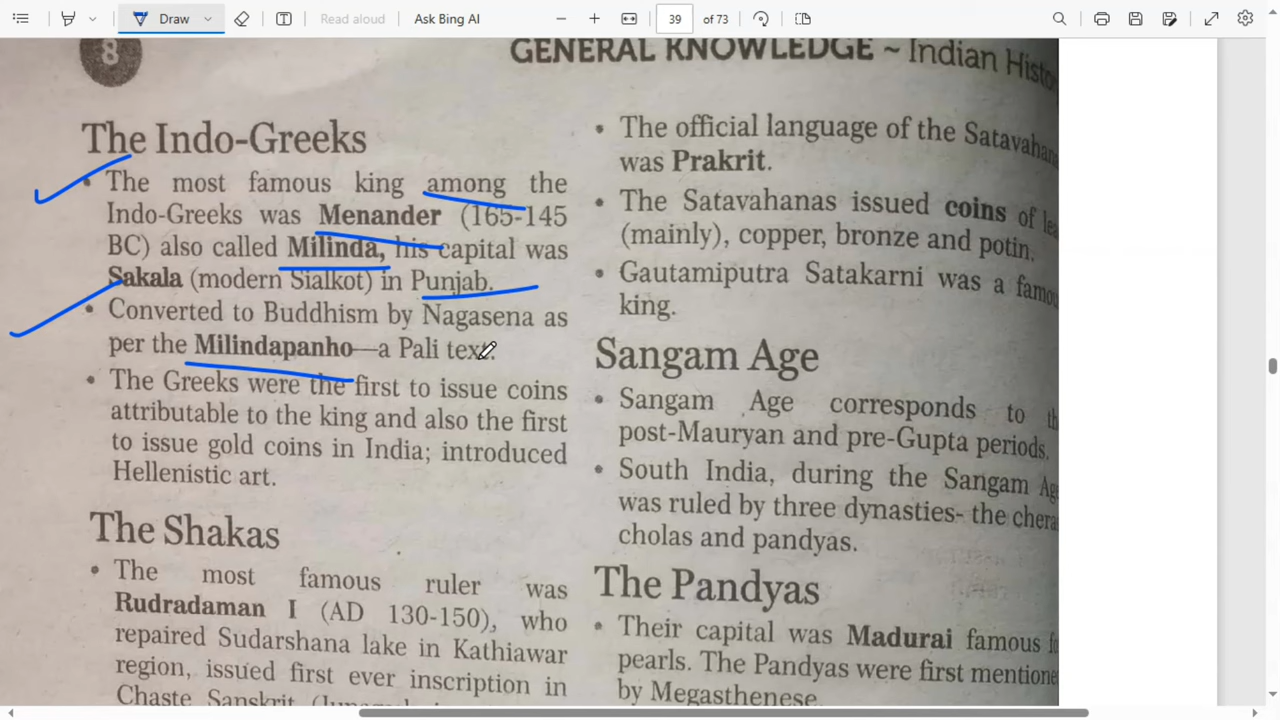 Draw
Read aloud
Ask Bing AI
39
of 73
8
GENERAL KNOWLEDGE ~ Indian Histo
The Indo-Greeks
• The most famous king among the
Indo-Greeks was Menander (165-145
BC) also called Milinda, his capital was
Sakala (modern Sialkot) in Punjab.
• Converted to Buddhism by Nagasena as
per the Milindapanho—a Pali text.
• The Greeks were the first to issue coins
attributable to the king and also the first
to issue gold coins in India; introduced
Hellenistic art.
The Shakas
• The most famous ruler was
Rudradaman I (AD 130-150), who
repaired Sudarshana lake in Kathiawar
region, issued first ever inscription in
Chaste Sanskrit
• The official language of the Satavahana
was Prakrit.
• The Satavahanas issued coins of lea
(mainly), copper, bronze and potin.
• Gautamiputra Satakarni was a famou
king.
Sangam Age
• Sangam Age corresponds to th
post-Mauryan and pre-Gupta periods.
• South India, during the Sangam Age
was ruled by three dynasties- the chera
cholas and pandyas.
The Pandyas
• Their capital was Madurai famous fo
pearls. The Pandyas were first mentione
by Megasthenese.